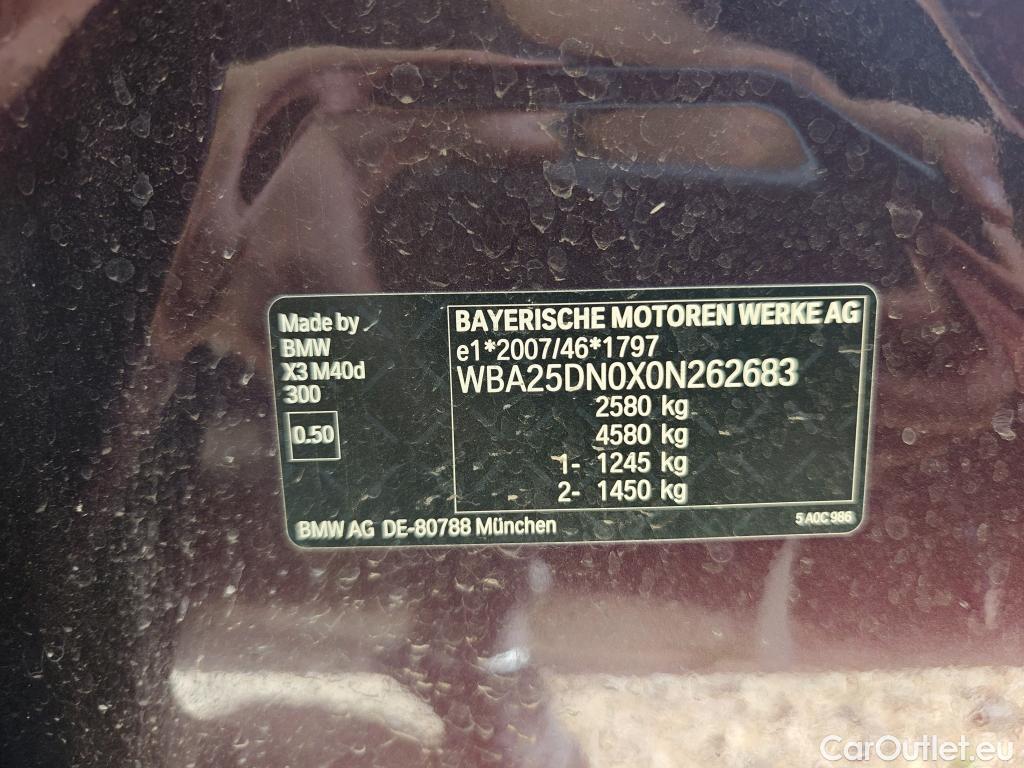 Made by
BMW
X3 M40d
300
0.50
BAYERISCHE MOTOREN WERKE AG
e1*2007/46*1797
WBA25DN0X0N262683
2580 kg
4580 kg
1- 1245 kg
2- 1450 kg
BMW AG DE-80788 München
5 A0C 986
CarOutlet.eu